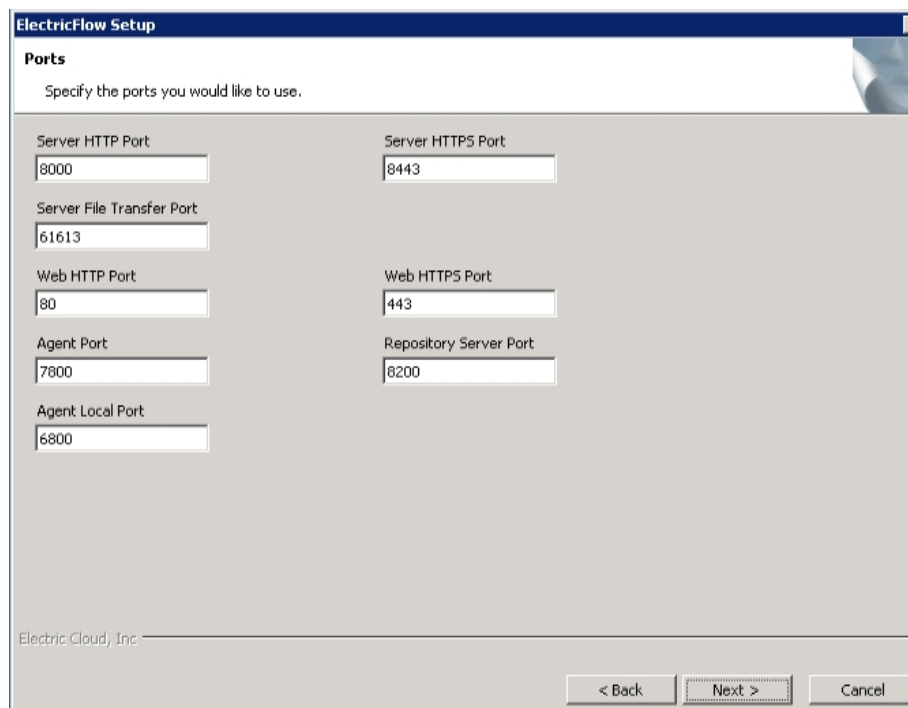 ElectricFlow Setup
Ports
Specify the ports you would like to use.
Server HTTP Port
Server HTTPS Port
8000
8443
Server File Transfer Port
61613
Web HTTP Port
Web HTTPS Port
80
443
Agent Port
Repository Server Port
7800
8200
Agent Local Port
6800
Electric Cloud, Inc
< Back
Next >
Cancel